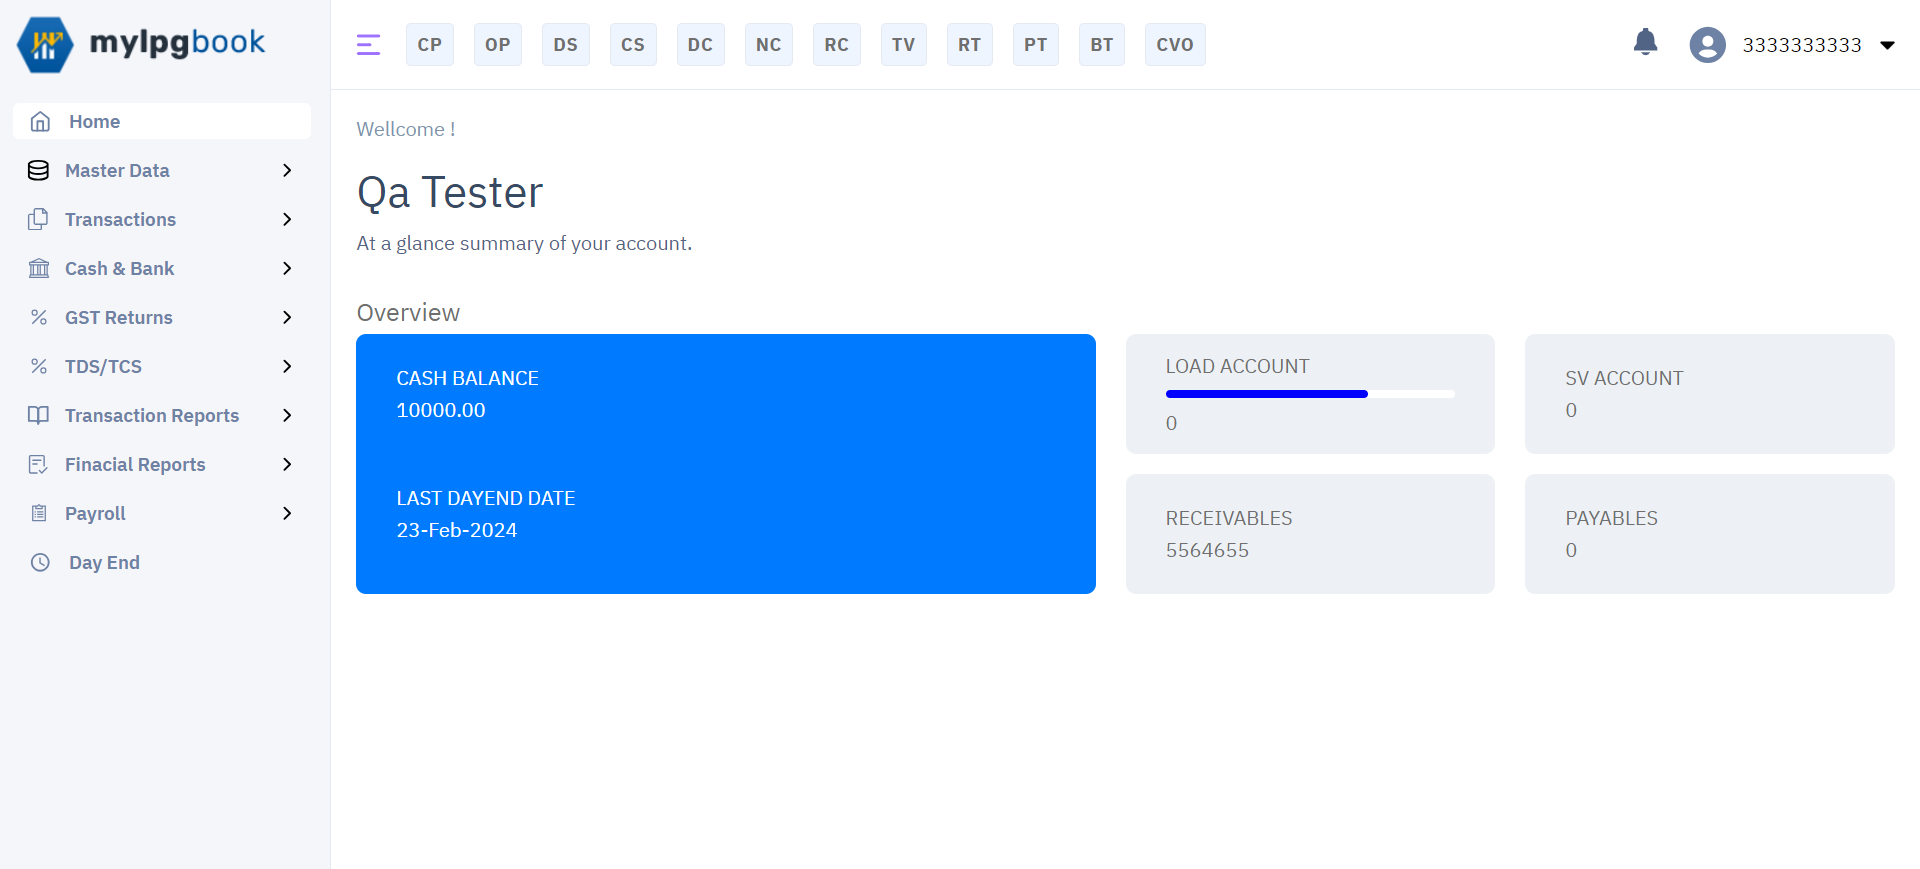 mylpgbook
Home
Master Data
Transactions
Cash & Bank
GST Returns
TDS/TCS
Transaction Reports
Finacial Reports
Payroll
Day End
CP OP DS CS DC NC RC TV RT PT BT CVO
3333333333
Wellcome !
Qa Tester
At a glance summary of your account.
Overview
CASH BALANCE
10000.00
LAST DAYEND DATE
23-Feb-2024
LOAD ACCOUNT
0
SV ACCOUNT
0
RECEIVABLES
5564655
PAYABLES
0